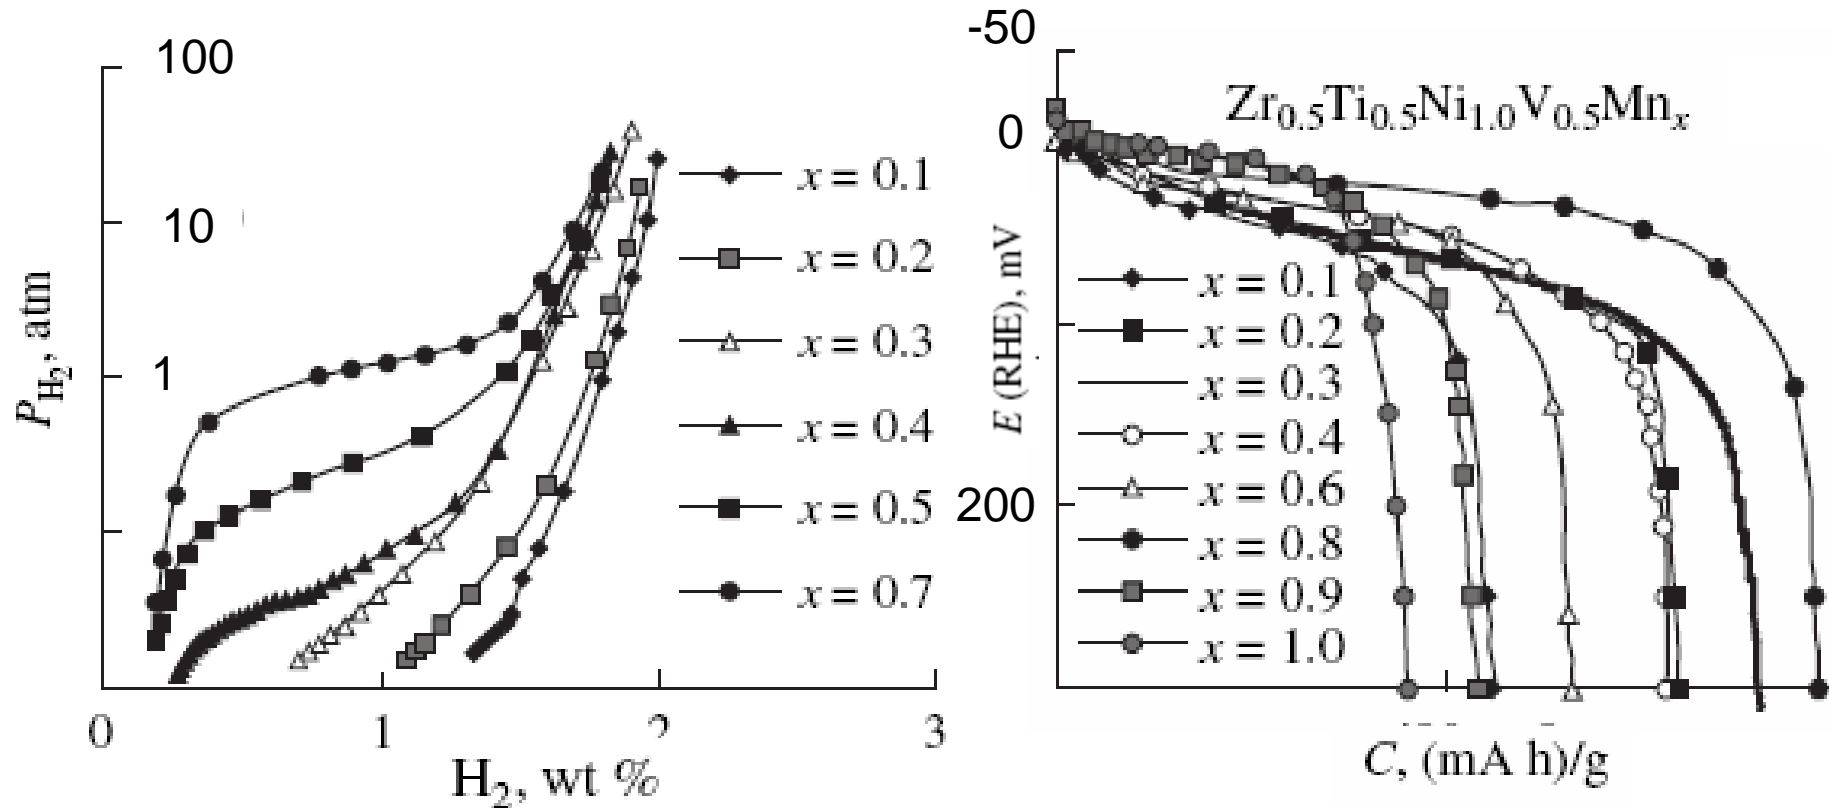 100
10
1
P_H₂, atm
0
1
2
3
H₂, wt %
x = 0.1
x = 0.2
x = 0.3
x = 0.4
x = 0.5
x = 0.7
-50
0
200
E (RHE), mV
Zr₀.₅Ti₀.₅Ni₁.₀V₀.₅Mnₓ
x = 0.1
x = 0.2
x = 0.3
x = 0.4
x = 0.6
x = 0.8
x = 0.9
x = 1.0
C, (mA h)/g